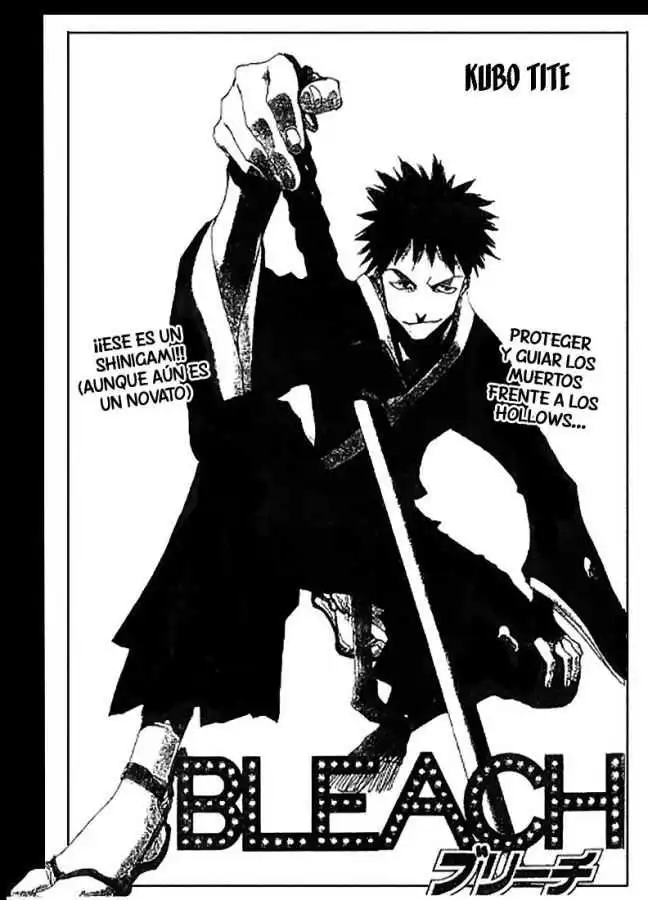 KUBO TITE
¡¡ESE ES UN
SHINIGAMI!!
(AUNQUE AÚN ES
UN NOVATO)
PROTEGER
Y GUIAR LOS
MUERTOS
FRENTE A LOS
HOLLOWS...
BLEACH
ブリーチ